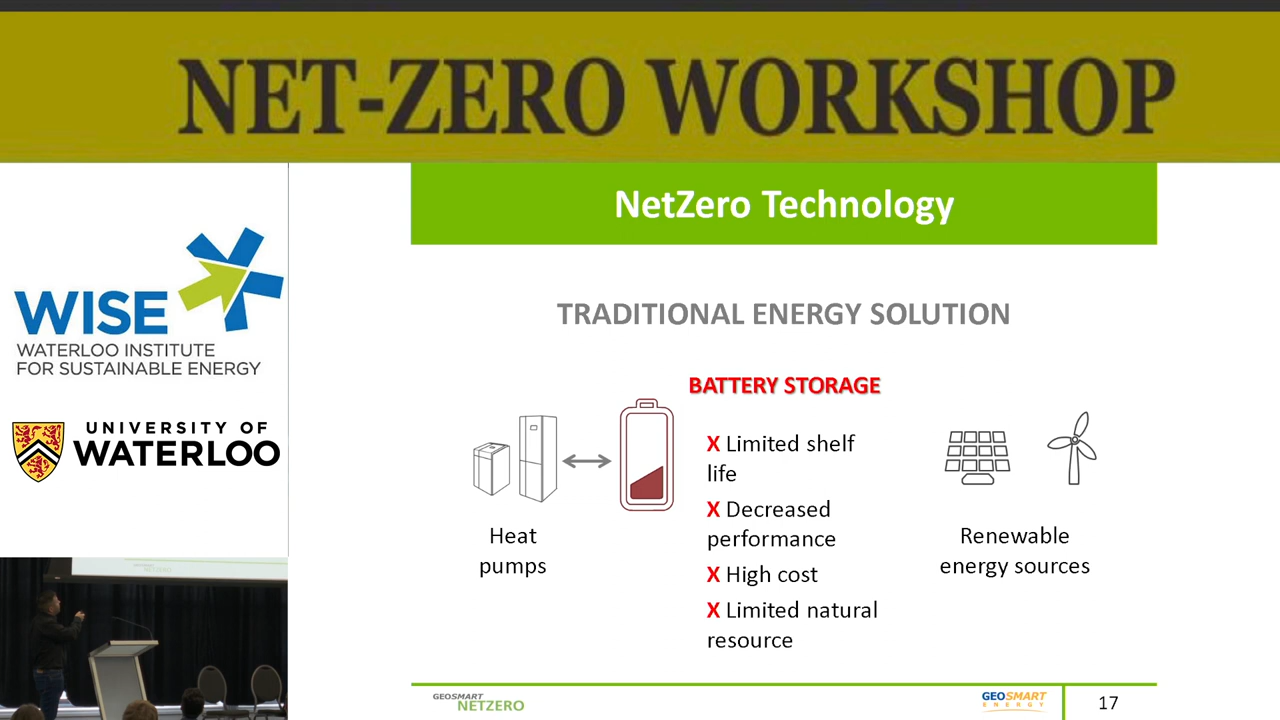 NET-ZERO WORKSHOP
NetZero Technology
WISE
WATERLOO INSTITUTE
FOR SUSTAINABLE ENERGY
UNIVERSITY OF
WATERLOO
TRADITIONAL ENERGY SOLUTION
BATTERY STORAGE
X Limited shelf
life
X Decreased
performance
X High cost
X Limited natural
resource
Heat
pumps
Renewable
energy sources
GEOSMART
NETZERO
GEOSMART
ENERGY
17
NETZERO